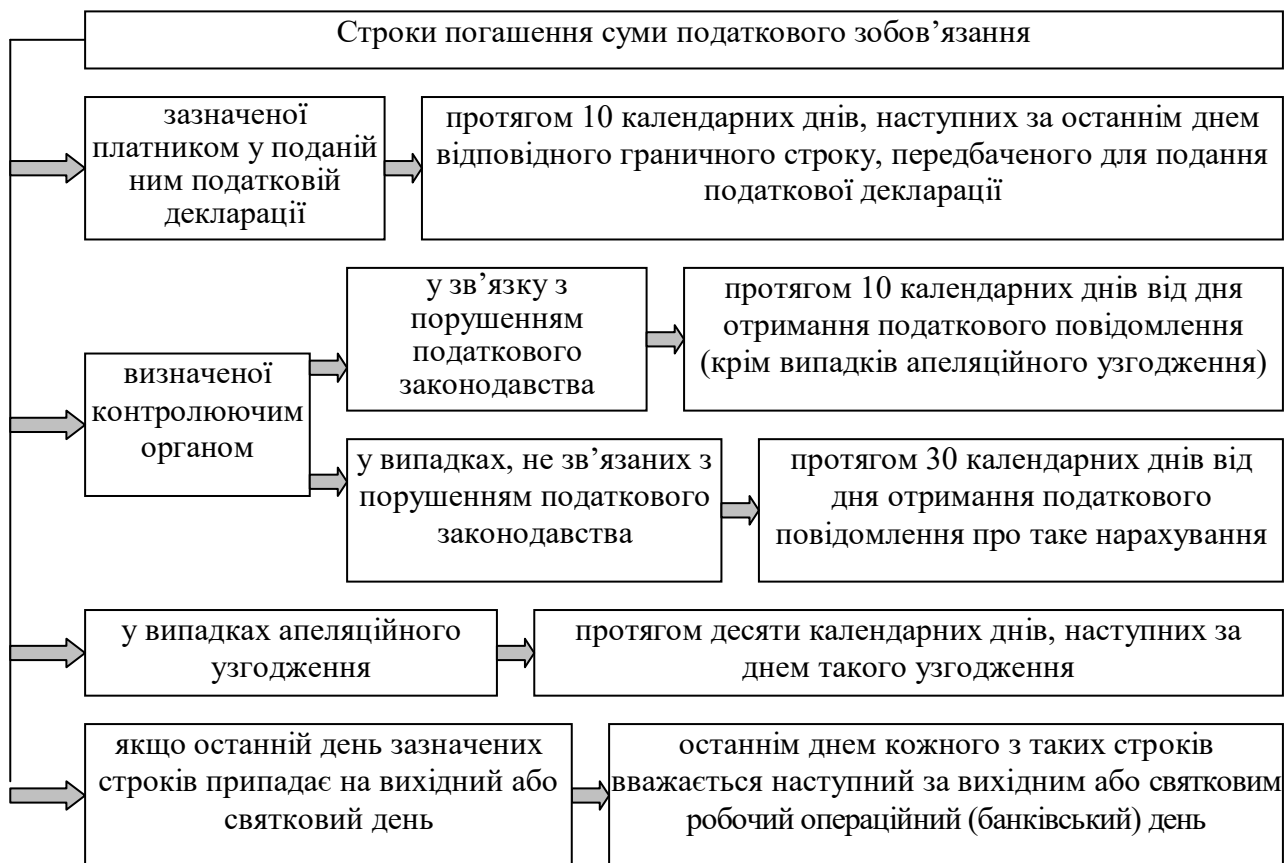 Строки погашення суми податкового зобов’язання
зазначеної
платником у поданій
ним податковій
декларації
протягом 10 календарних днів, наступних за останнім днем
відповідного граничного строку, передбаченого для подання
податкової декларації
визначеної
контролюючим
органом
у зв’язку з
порушенням
податкового
законодавства
протягом 10 календарних днів від дня
отримання податкового повідомлення
(крім випадків апеляційного узгодження)
у випадках, не зв’язаних з
порушенням податкового
законодавства
протягом 30 календарних днів від
дня отримання податкового
повідомлення про таке нарахування
у випадках апеляційного
узгодження
протягом десяти календарних днів, наступних за
днем такого узгодження
якщо останній день зазначених
строків припадає на вихідний або
святковий день
останнім днем кожного з таких строків
вважається наступний за вихідним або святковим
робочий операційний (банківський) день